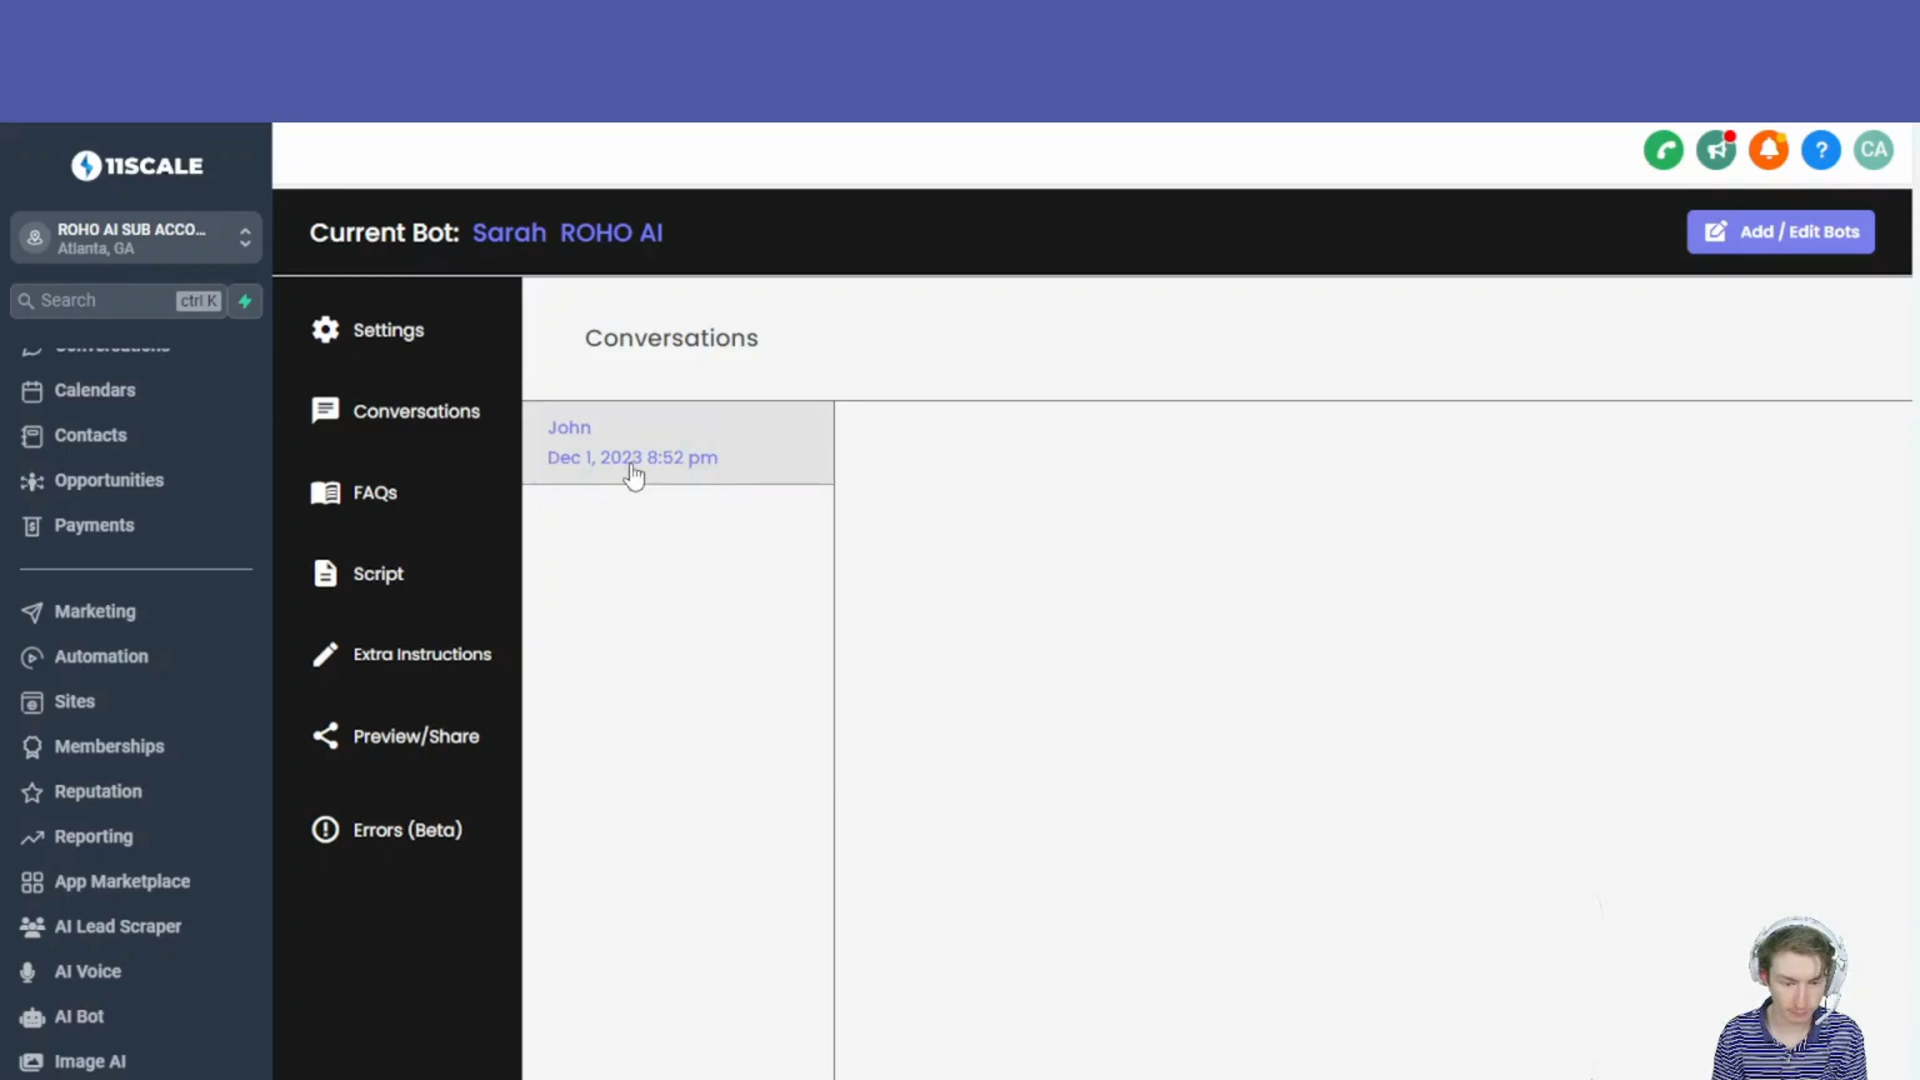 11SCALE
ROHO AI SUB ACCO...
Atlanta, GA
Search
ctrl K
Conversations
Calendars
Contacts
Opportunities
Payments
Marketing
Automation
Sites
Memberships
Reputation
Reporting
App Marketplace
AI Lead Scraper
AI Voice
AI Bot
Image AI
?
CA
Current Bot: Sarah ROHO AI
Add / Edit Bots
Settings
Conversations
FAQs
Script
Extra Instructions
Preview/Share
Errors (Beta)
Conversations
John
Dec 1, 2023 8:52 pm